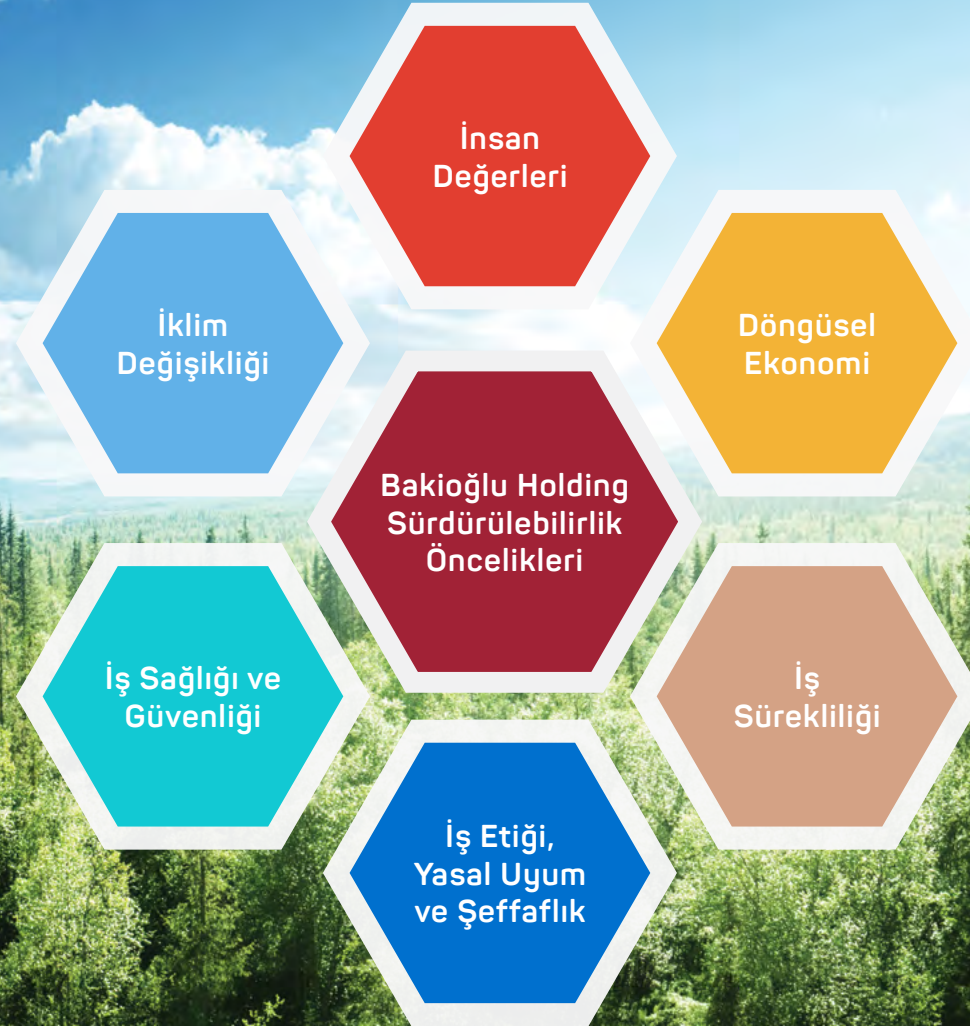 İnsan
Değerleri
İklim
Değişikliği
Döngüsel
Ekonomi
Bakioğlu Holding
Sürdürülebilirlik
Öncelikleri
İş Sağlığı ve
Güvenliği
İş
Sürekliliği
İş Etiği,
Yasal Uyum
ve Şeffaflık